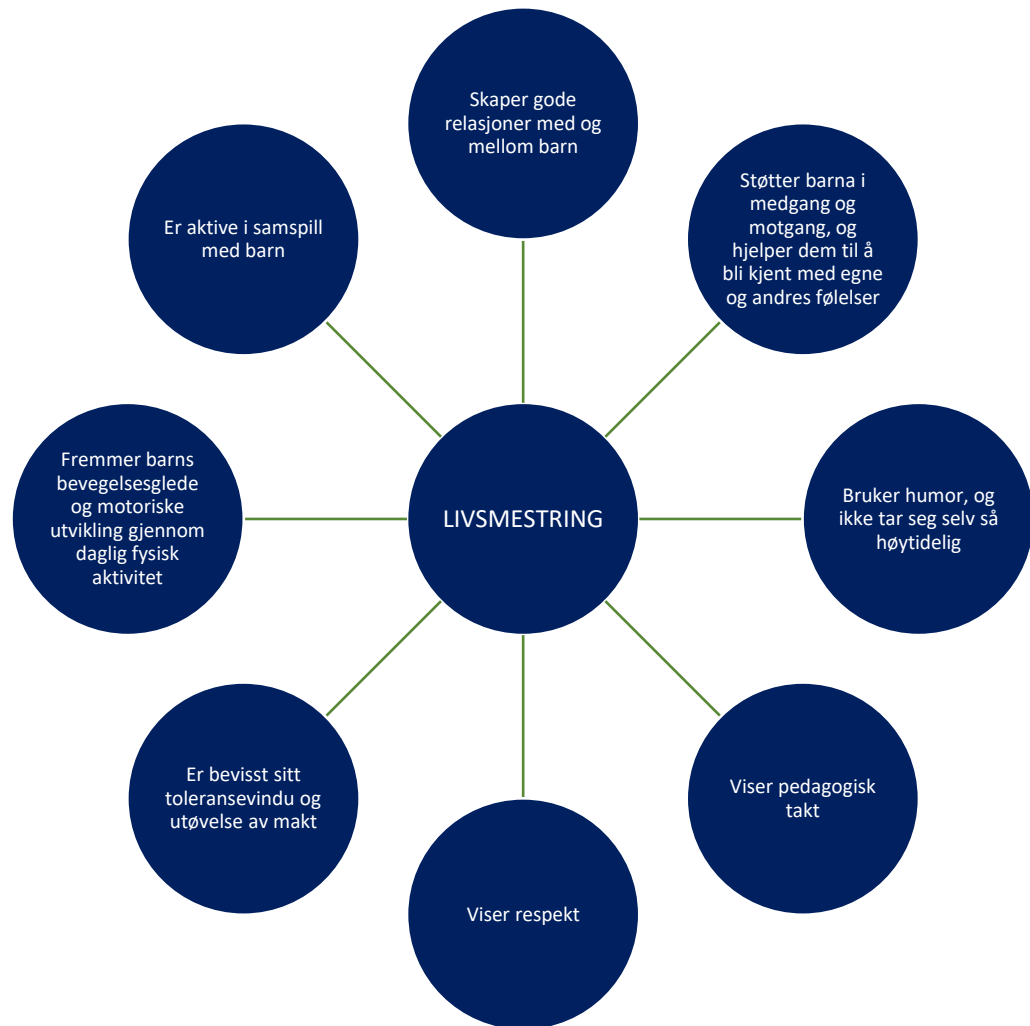 Skaper gode
relasjoner med og
mellom barn
Støtter barna i
medgang og
motgang, og
hjelper dem til å
bli kjent med egne
og andres følelser
Bruker humor, og
ikke tar seg selv så
høytidelig
Viser pedagogisk
takt
Viser respekt
Er bevisst sitt
toleransevindu og
utøvelse av makt
Fremmer barns
bevegelsesglede
og motoriske
utvikling gjennom
daglig fysisk
aktivitet
Er aktive i samspill
med barn
LIVSMESTRING